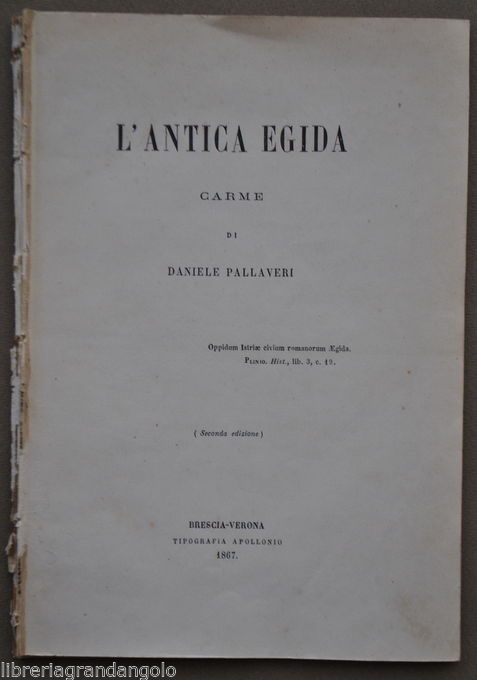 L'ANTICA EGIDA
CARME
DI
DANIELE PALLAVERI
Oppidum Istriæ civium romanorum Ægida.
PLINIO. Hist., lib. 3, c. 19.
( Seconda edizione )
BRESCIA-VERONA
TIPOGRAFIA APOLLONIO
1867.
libreriagrandangolo